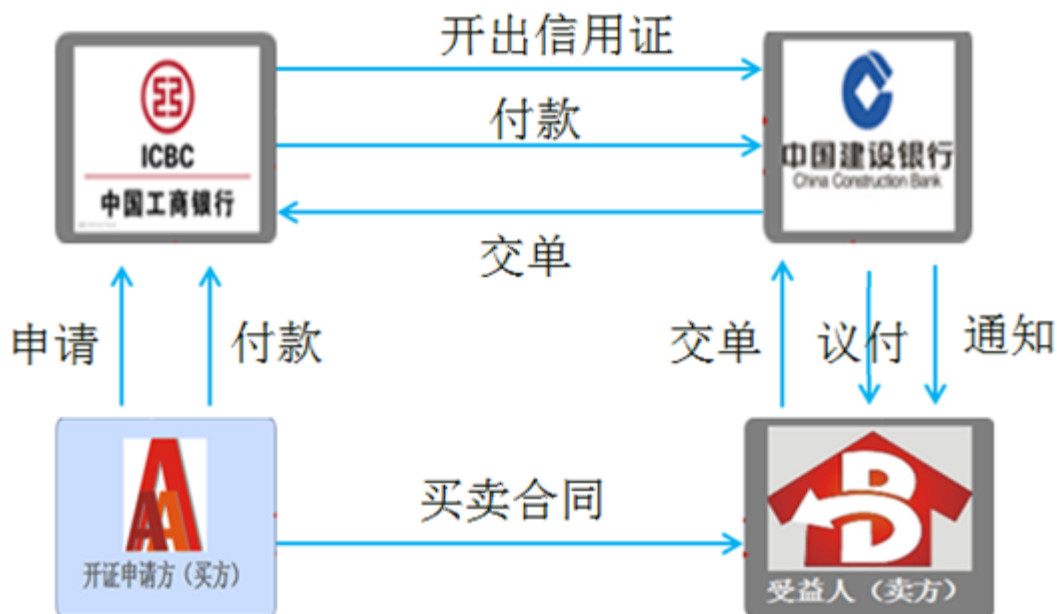 开出信用证
ICBC
中国工商银行
付款
中国建设银行
China Construction Bank
交单
申请
付款
交单
议付
通知
买卖合同
开证申请方（买方）
受益人（卖方）